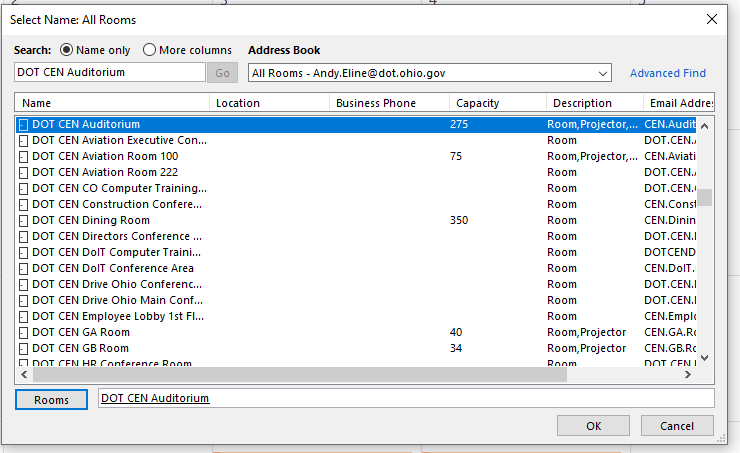 2 3 4 5
Select Name: All Rooms
Search: Name only More columns Address Book
DOT CEN Auditorium Go All Rooms - Andy.Eline@dot.ohio.gov Advanced Find
Name Location Business Phone Capacity Description Email Addres
DOT CEN Auditorium 275 Room,Projector,... CEN.Audit
DOT CEN Aviation Executive Con... Room DOT.CEN.A
DOT CEN Aviation Room 100 75 Room,Projector,... CEN.Aviati
DOT CEN Aviation Room 222 Room DOT.CEN.A
DOT CEN CO Computer Training... Room DOT.CEN.C
DOT CEN Construction Confere... Room CEN.Const
DOT CEN Dining Room 350 Room CEN.Dinin
DOT CEN Directors Conference ... Room DOT.CEN.I
DOT CEN DoIT Computer Traini... Room DOTCEND
DOT CEN DoIT Conference Area Room CEN.DoIT.
DOT CEN Drive Ohio Conferenc... Room DOT.CEN.I
DOT CEN Drive Ohio Main Conf... Room DOT.CEN.I
DOT CEN Employee Lobby 1st Fl... Room CEN.Emplo
DOT CEN GA Room 40 Room,Projector CEN.GA.Ro
DOT CEN GB Room 34 Room,Projector CEN.GB.Ro
DOT CEN HR Conference Room Room DOT.CEN.I
Rooms DOT CEN Auditorium
OK Cancel